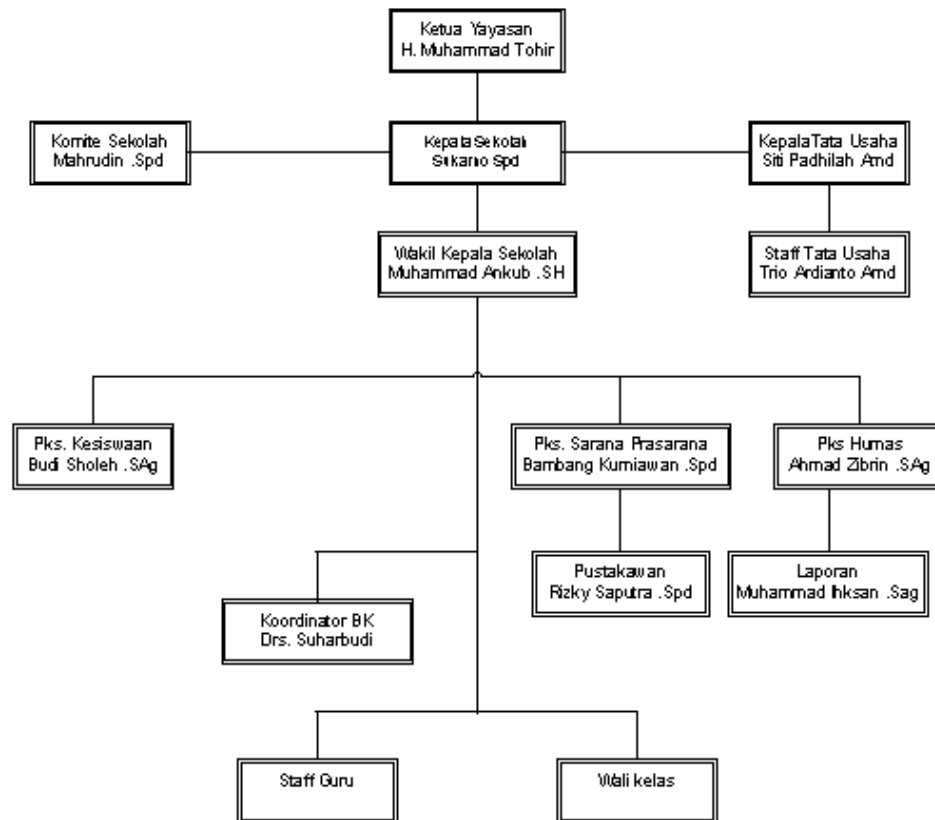 Ketua Yayasan
H. Muhammad Tohir
Komite Sekolah
Mahrudin .Spd
Kepala Sekolah
Sukarno Spd
Kepala Tata Usaha
Siti Padhilah Amd
Wakil Kepala Sekolah
Muhammad Ankub .SH
Staff Tata Usaha
Trio Ardianto Amd
Pks. Kesiswaan
Budi Sholeh .SAg
Pks. Sarana Prasarana
Bambang Kurniawan .Spd
Pks Humas
Ahmad Zibrin .SAg
Pustakawan
Rizky Saputra .Spd
Laporan
Muhammad Ihksan .Sag
Koordinator BK
Drs. Suharbudi
Staff Guru
Wali kelas